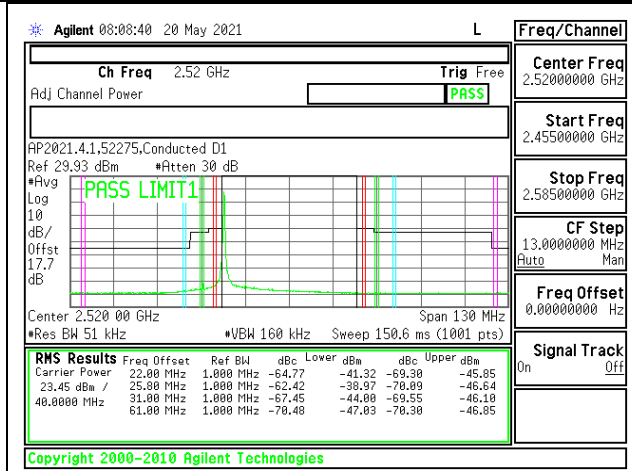 Agilent 08:08:40 20 May 2021 L
Ch Freq 2.52 GHz Trig Free
Adj Channel Power PASS
AP2021.4.1,52275,Conducted D1
Ref 29.93 dBm #Atten 30 dB
#Avg
Log
10
dB/
Offst
17.7
dB
PASS LIMIT1
Center 2.520 00 GHz Span 130 MHz
#Res BW 51 kHz #VBW 160 kHz Sweep 150.6 ms (1001 pts)
RMS Results Freq Offset Ref BW dBc Lower dBm dBc Upper dBm
Carrier Power 22.00 MHz 1.000 MHz -64.77 -41.32 -69.30 -45.85
23.45 dBm / 25.80 MHz 1.000 MHz -62.42 -38.97 -70.09 -46.64
40.0000 MHz 31.00 MHz 1.000 MHz -67.45 -44.00 -69.55 -46.10
61.00 MHz 1.000 MHz -70.48 -47.03 -70.30 -46.85
Copyright 2000-2010 Agilent Technologies
Freq/Channel
Center Freq
2.52000000 GHz
Start Freq
2.45500000 GHz
Stop Freq
2.58500000 GHz
CF Step
13.0000000 MHz
Auto Man
Freq Offset
0.00000000 Hz
Signal Track
On Off